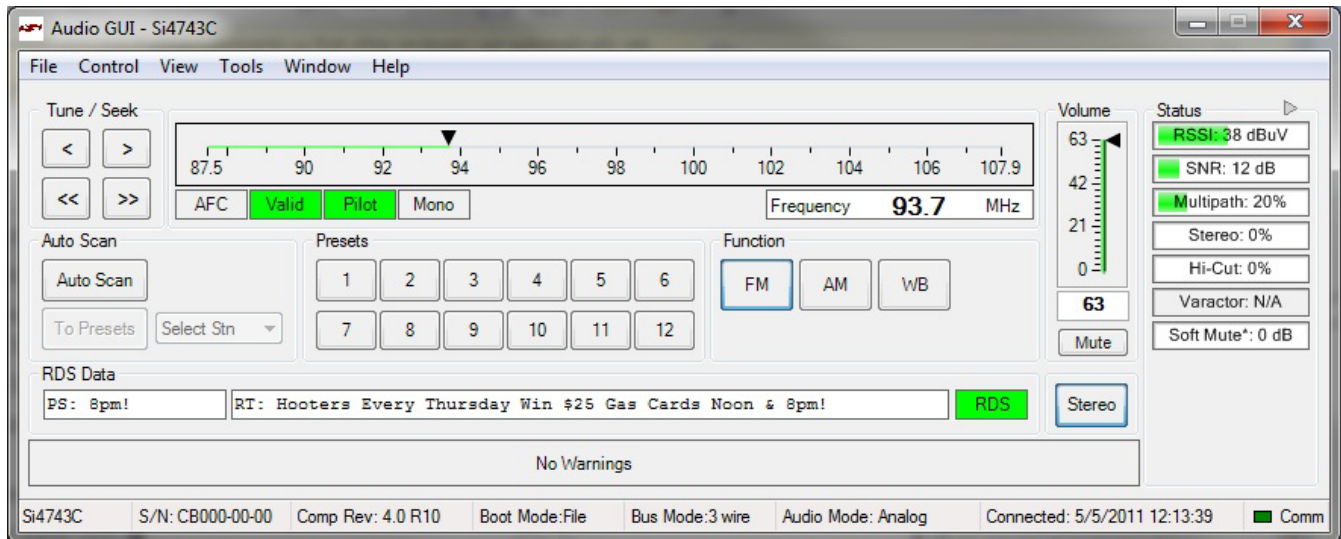 Audio GUI - Si4743C
File Control View Tools Window Help
Tune / Seek
< >
<< >>
87.5 90 92 94 96 98 100 102 104 106 107.9
AFC Valid Pilot Mono
Frequency 93.7 MHz
Volume
63
42
21
0
63
Mute
Status
RSSI: 38 dBuV
SNR: 12 dB
Multipath: 20%
Stereo: 0%
Hi-Cut: 0%
Varactor: N/A
Soft Mute*: 0 dB
Auto Scan
Auto Scan
To Presets Select Stn
Presets
1 2 3 4 5 6
7 8 9 10 11 12
Function
FM AM WB
RDS Data
PS: 8pm! RT: Hooters Every Thursday Win $25 Gas Cards Noon & 8pm! RDS
Stereo
No Warnings
Si4743C S/N: CB000-00-00 Comp Rev: 4.0 R10 Boot Mode:File Bus Mode:3 wire Audio Mode: Analog Connected: 5/5/2011 12:13:39 Comm